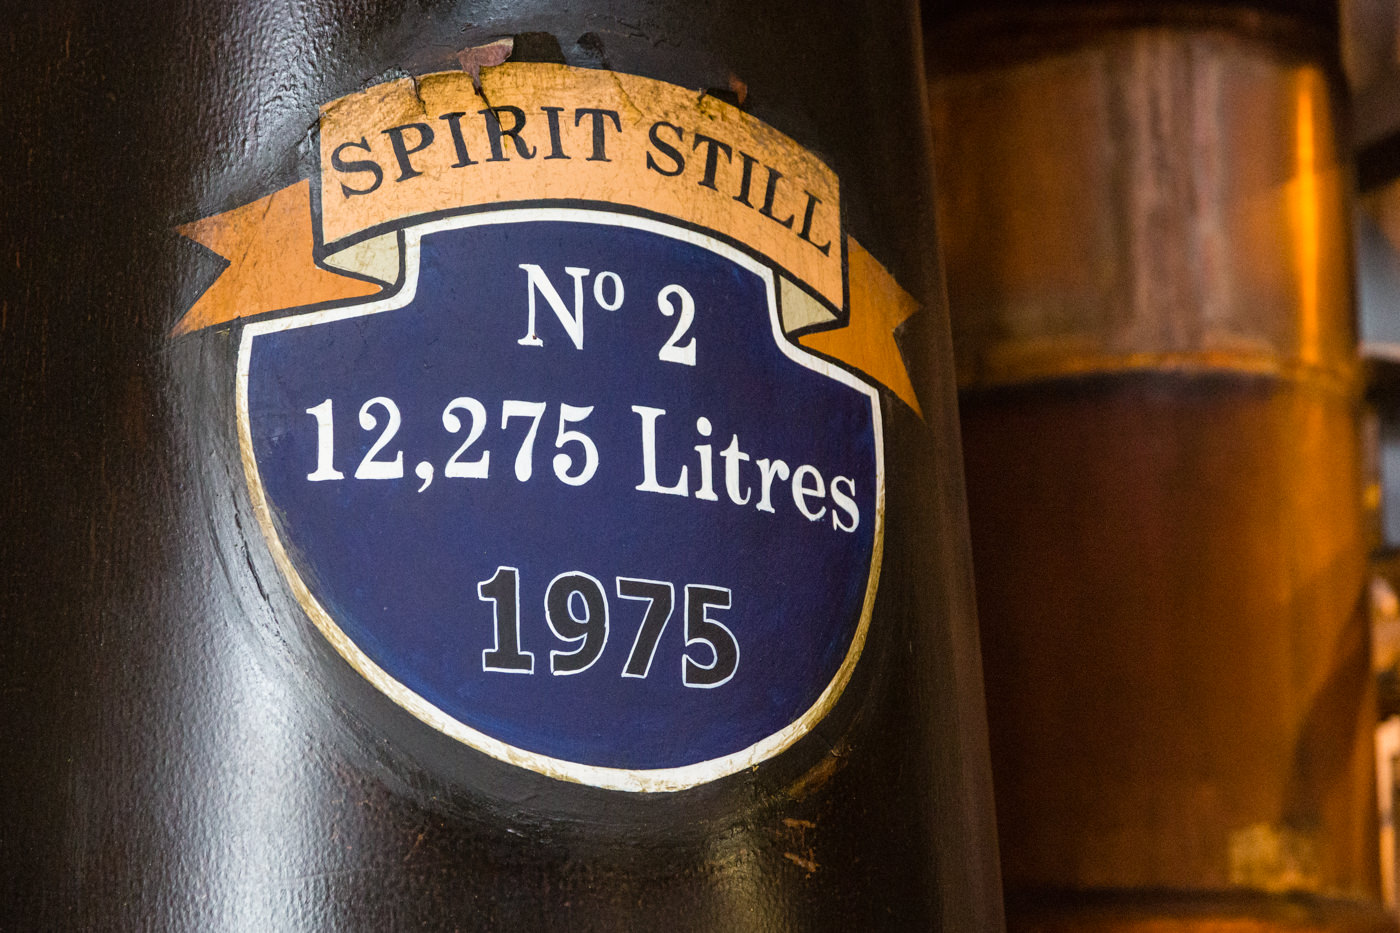 SPIRIT STILL
Nº 2
12,275 Litres
1975